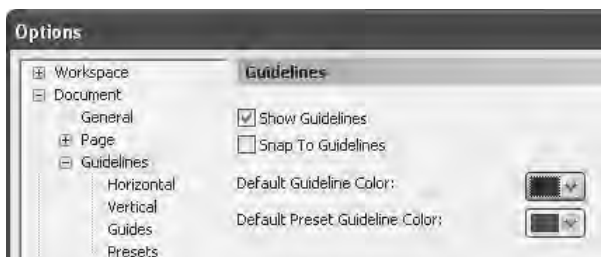 Options
Workspace
Document
General
Page
Guidelines
Horizontal
Vertical
Guides
Presets
Guidelines
Show Guidelines
Snap To Guidelines
Default Guideline Color:
Default Preset Guideline Color: